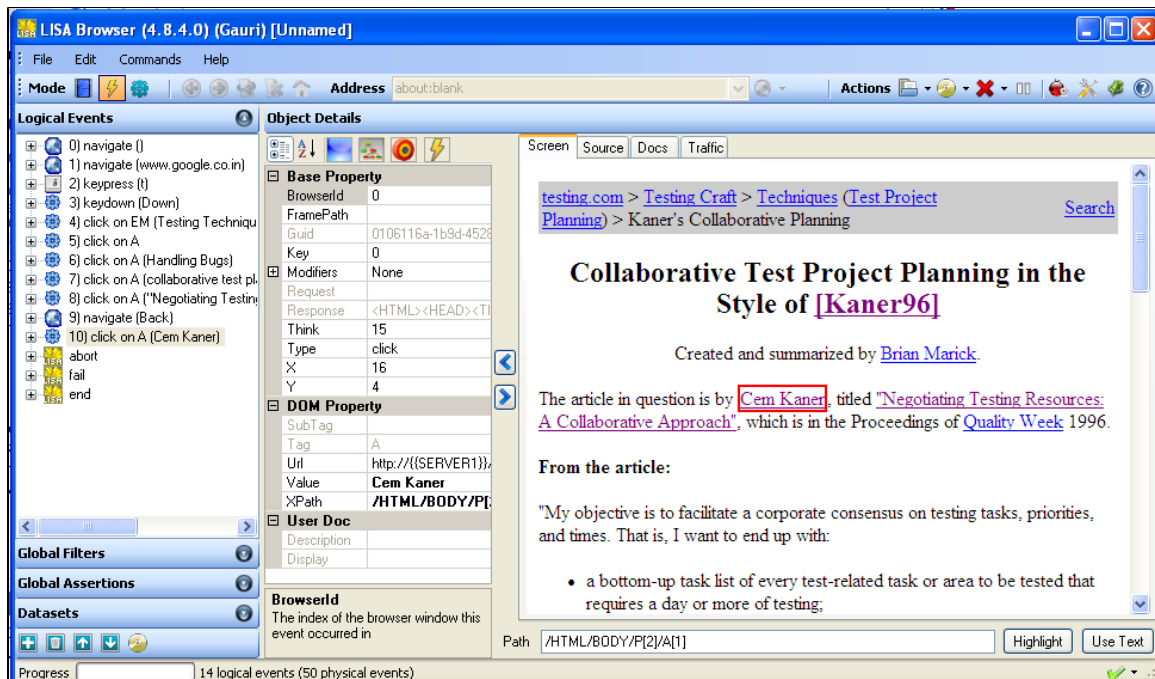 LISA Browser (4.8.4.0) (Gauri) [Unnamed]
File Edit Commands Help
Mode Address about:blank Actions
Logical Events
0) navigate ()
1) navigate (www.google.co.in)
2) keypress (t)
3) keydown (Down)
4) click on EM (Testing Techniqu
5) click on A
6) click on A (Handling Bugs)
7) click on A (collaborative test pl
8) click on A ("Negotiating Testing
9) navigate (Back)
10) click on A (Cem Kaner)
abort
fail
end
Global Filters
Global Assertions
Datasets
Object Details
Base Property
BrowserId 0
FramePath
Guid 0106116a-1b9d-4528
Key 0
Modifiers None
Request
Response <HTML><HEAD><TI
Think 15
Type click
X 16
Y 4
DOM Property
SubTag
Tag A
Url http://{{SERVER1}}/
Value Cem Kaner
XPath /HTML/BODY/P[
User Doc
Description
Display
BrowserId
The index of the browser window this
event occurred in
Screen Source Docs Traffic
testing.com > Testing Craft > Techniques (Test Project
Planning) > Kaner's Collaborative Planning
Search
Collaborative Test Project Planning in the
Style of [Kaner96]
Created and summarized by Brian Marick.
The article in question is by Cem Kaner, titled "Negotiating Testing Resources:
A Collaborative Approach", which is in the Proceedings of Quality Week 1996.
From the article:
"My objective is to facilitate a corporate consensus on testing tasks, priorities,
and times. That is, I want to end up with:
• a bottom-up task list of every test-related task or area to be tested that
requires a day or more of testing;
Path /HTML/BODY/P[2]/A[1] Highlight Use Text
Progress 14 logical events (50 physical events)